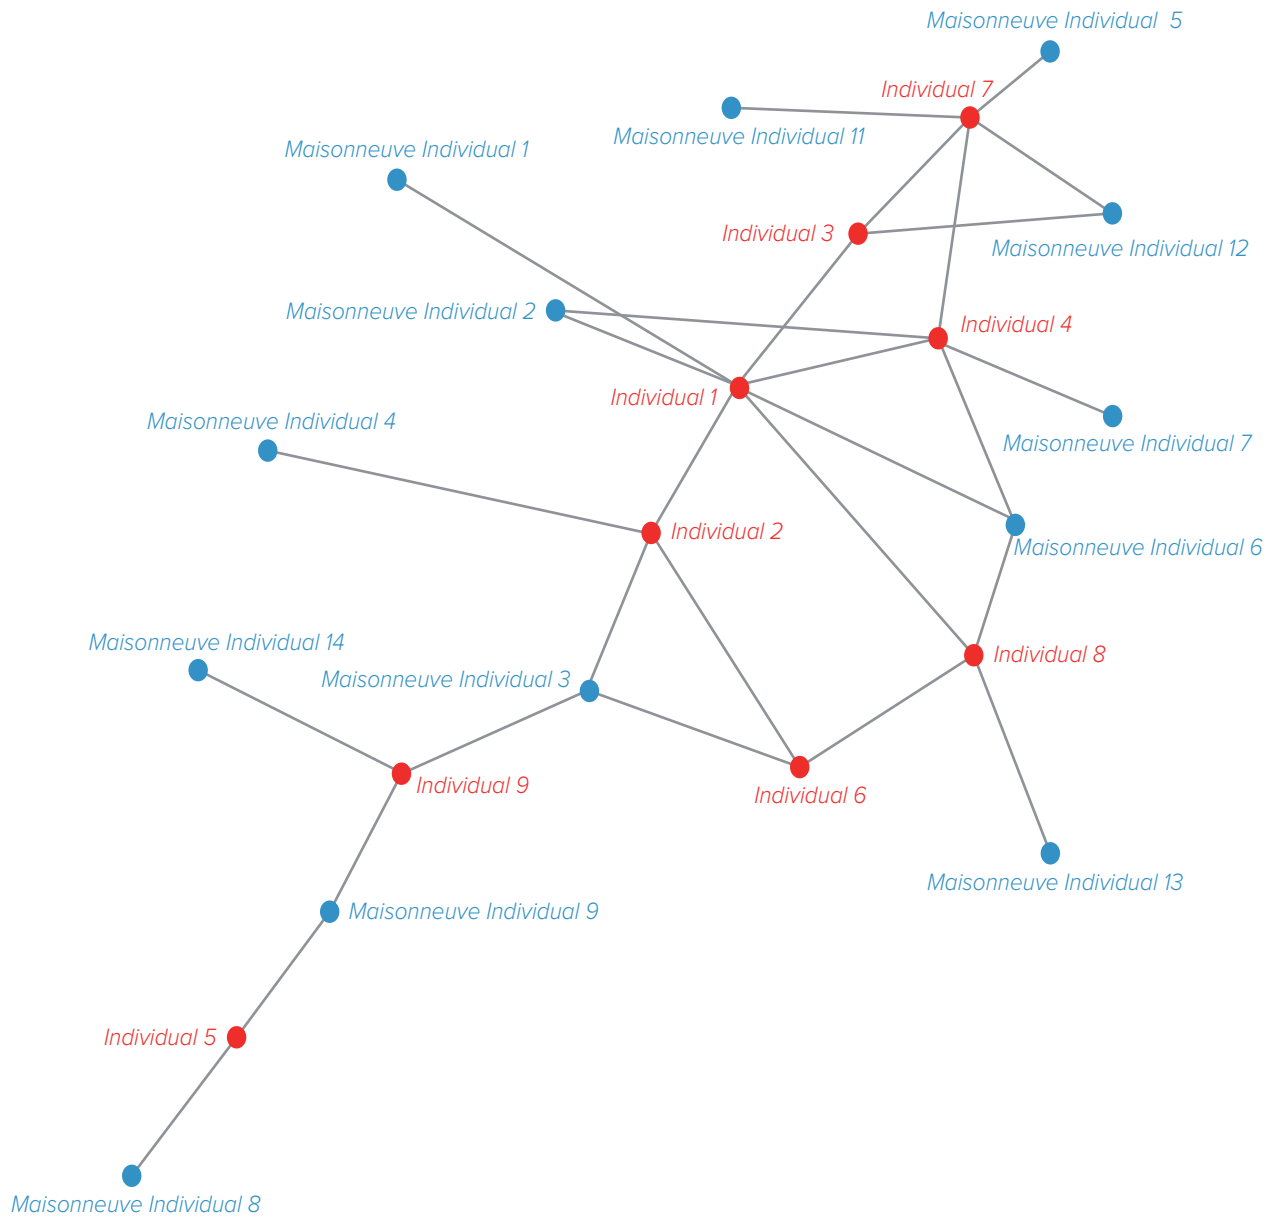 Maisonneuve Individual 5
Individual 7
Maisonneuve Individual 11
Maisonneuve Individual 1
Individual 3
Maisonneuve Individual 12
Maisonneuve Individual 2
Individual 4
Individual 1
Maisonneuve Individual 4
Maisonneuve Individual 7
Individual 2
Maisonneuve Individual 6
Maisonneuve Individual 14
Individual 8
Maisonneuve Individual 3
Individual 9
Individual 6
Maisonneuve Individual 13
Maisonneuve Individual 9
Individual 5
Maisonneuve Individual 8